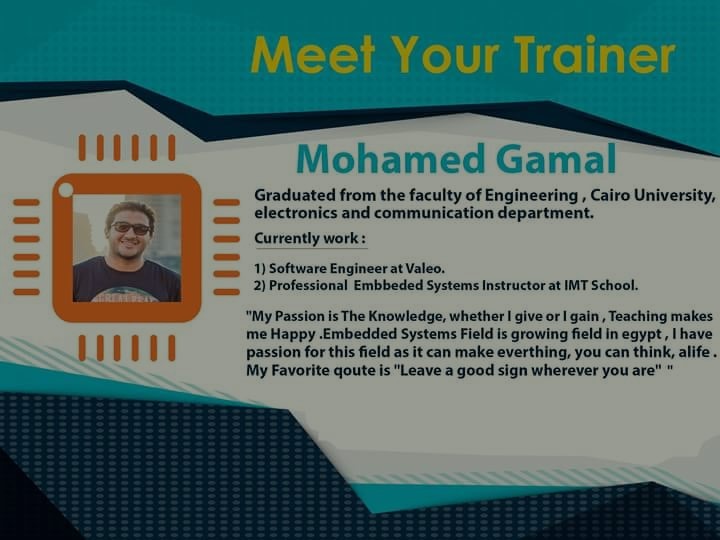 Meet Your Trainer
Mohamed Gamal
Graduated from the faculty of Engineering , Cairo University,
electronics and communication department.
Currently work :
1) Software Engineer at Valeo.
2) Professional Embbeded Systems Instructor at IMT School.
"My Passion is The Knowledge, whether I give or I gain , Teaching makes
me Happy .Embedded Systems Field is growing field in egypt , I have
passion for this field as it can make everthing, you can think, alife .
My Favorite qoute is "Leave a good sign wherever you are" "